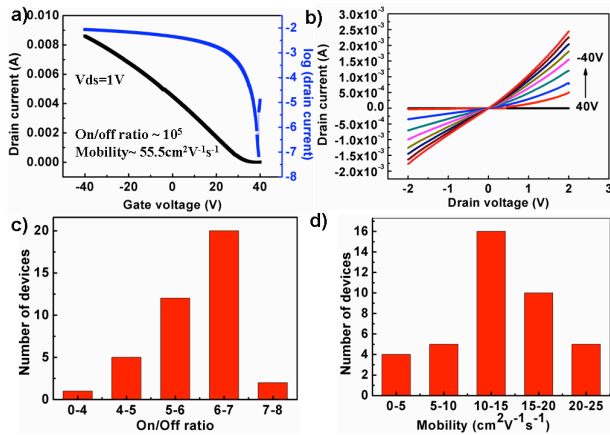 a)
Drain current (A)
0.010
0.008
0.006
0.004
0.002
0.000
Vds=1V
On/off ratio ~ 10⁵
Mobility~ 55.5cm²V⁻¹s⁻¹
-40 -20 0 20 40
Gate voltage (V)
-2
-3
-4
-5
-6
-7
-8
log (drain current)
b)
Drain current (A)
3.0x10⁻³
2.5x10⁻³
2.0x10⁻³
1.5x10⁻³
1.0x10⁻³
5.0x10⁻⁴
0.0
-5.0x10⁻⁴
-1.0x10⁻³
-1.5x10⁻³
-2.0x10⁻³
-40V
40V
-3 -2 -1 0 1 2 3
Drain voltage (V)
c)
Number of devices
20
15
10
5
0
0-4 4-5 5-6 6-7 7-8
On/Off ratio
d)
Number of devices
16
14
12
10
8
6
4
2
0
0-5 5-10 10-15 15-20 20-25
Mobility (cm²V⁻¹s⁻¹)